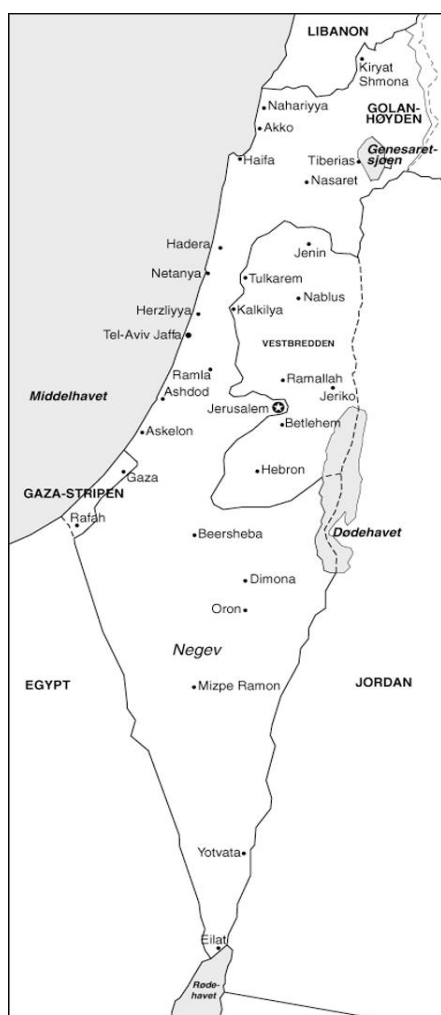 LIBANON
Kiryat
Shmona
Nahariyya
GOLAN-
HØYDEN
Akko
Genesaret-
sjøen
Haifa
Tiberias
Nasaret
Hadera
Jenin
Netanya
Tulkarem
Nablus
Herzliyya
Kalkilya
Tel-Aviv Jaffa
VESTBREDDEN
Ramla
Ramallah
Middelhavet
Ashdod
Jeriko
Jerusalem
Betlehem
Askelon
Gaza
Hebron
GAZA-STRIPEN
Rafah
Beersheba
Dødehavet
Dimona
Oron
Negev
EGYPT
Mizpe Ramon
JORDAN
Yotvata
Eilat
Røde-
havet